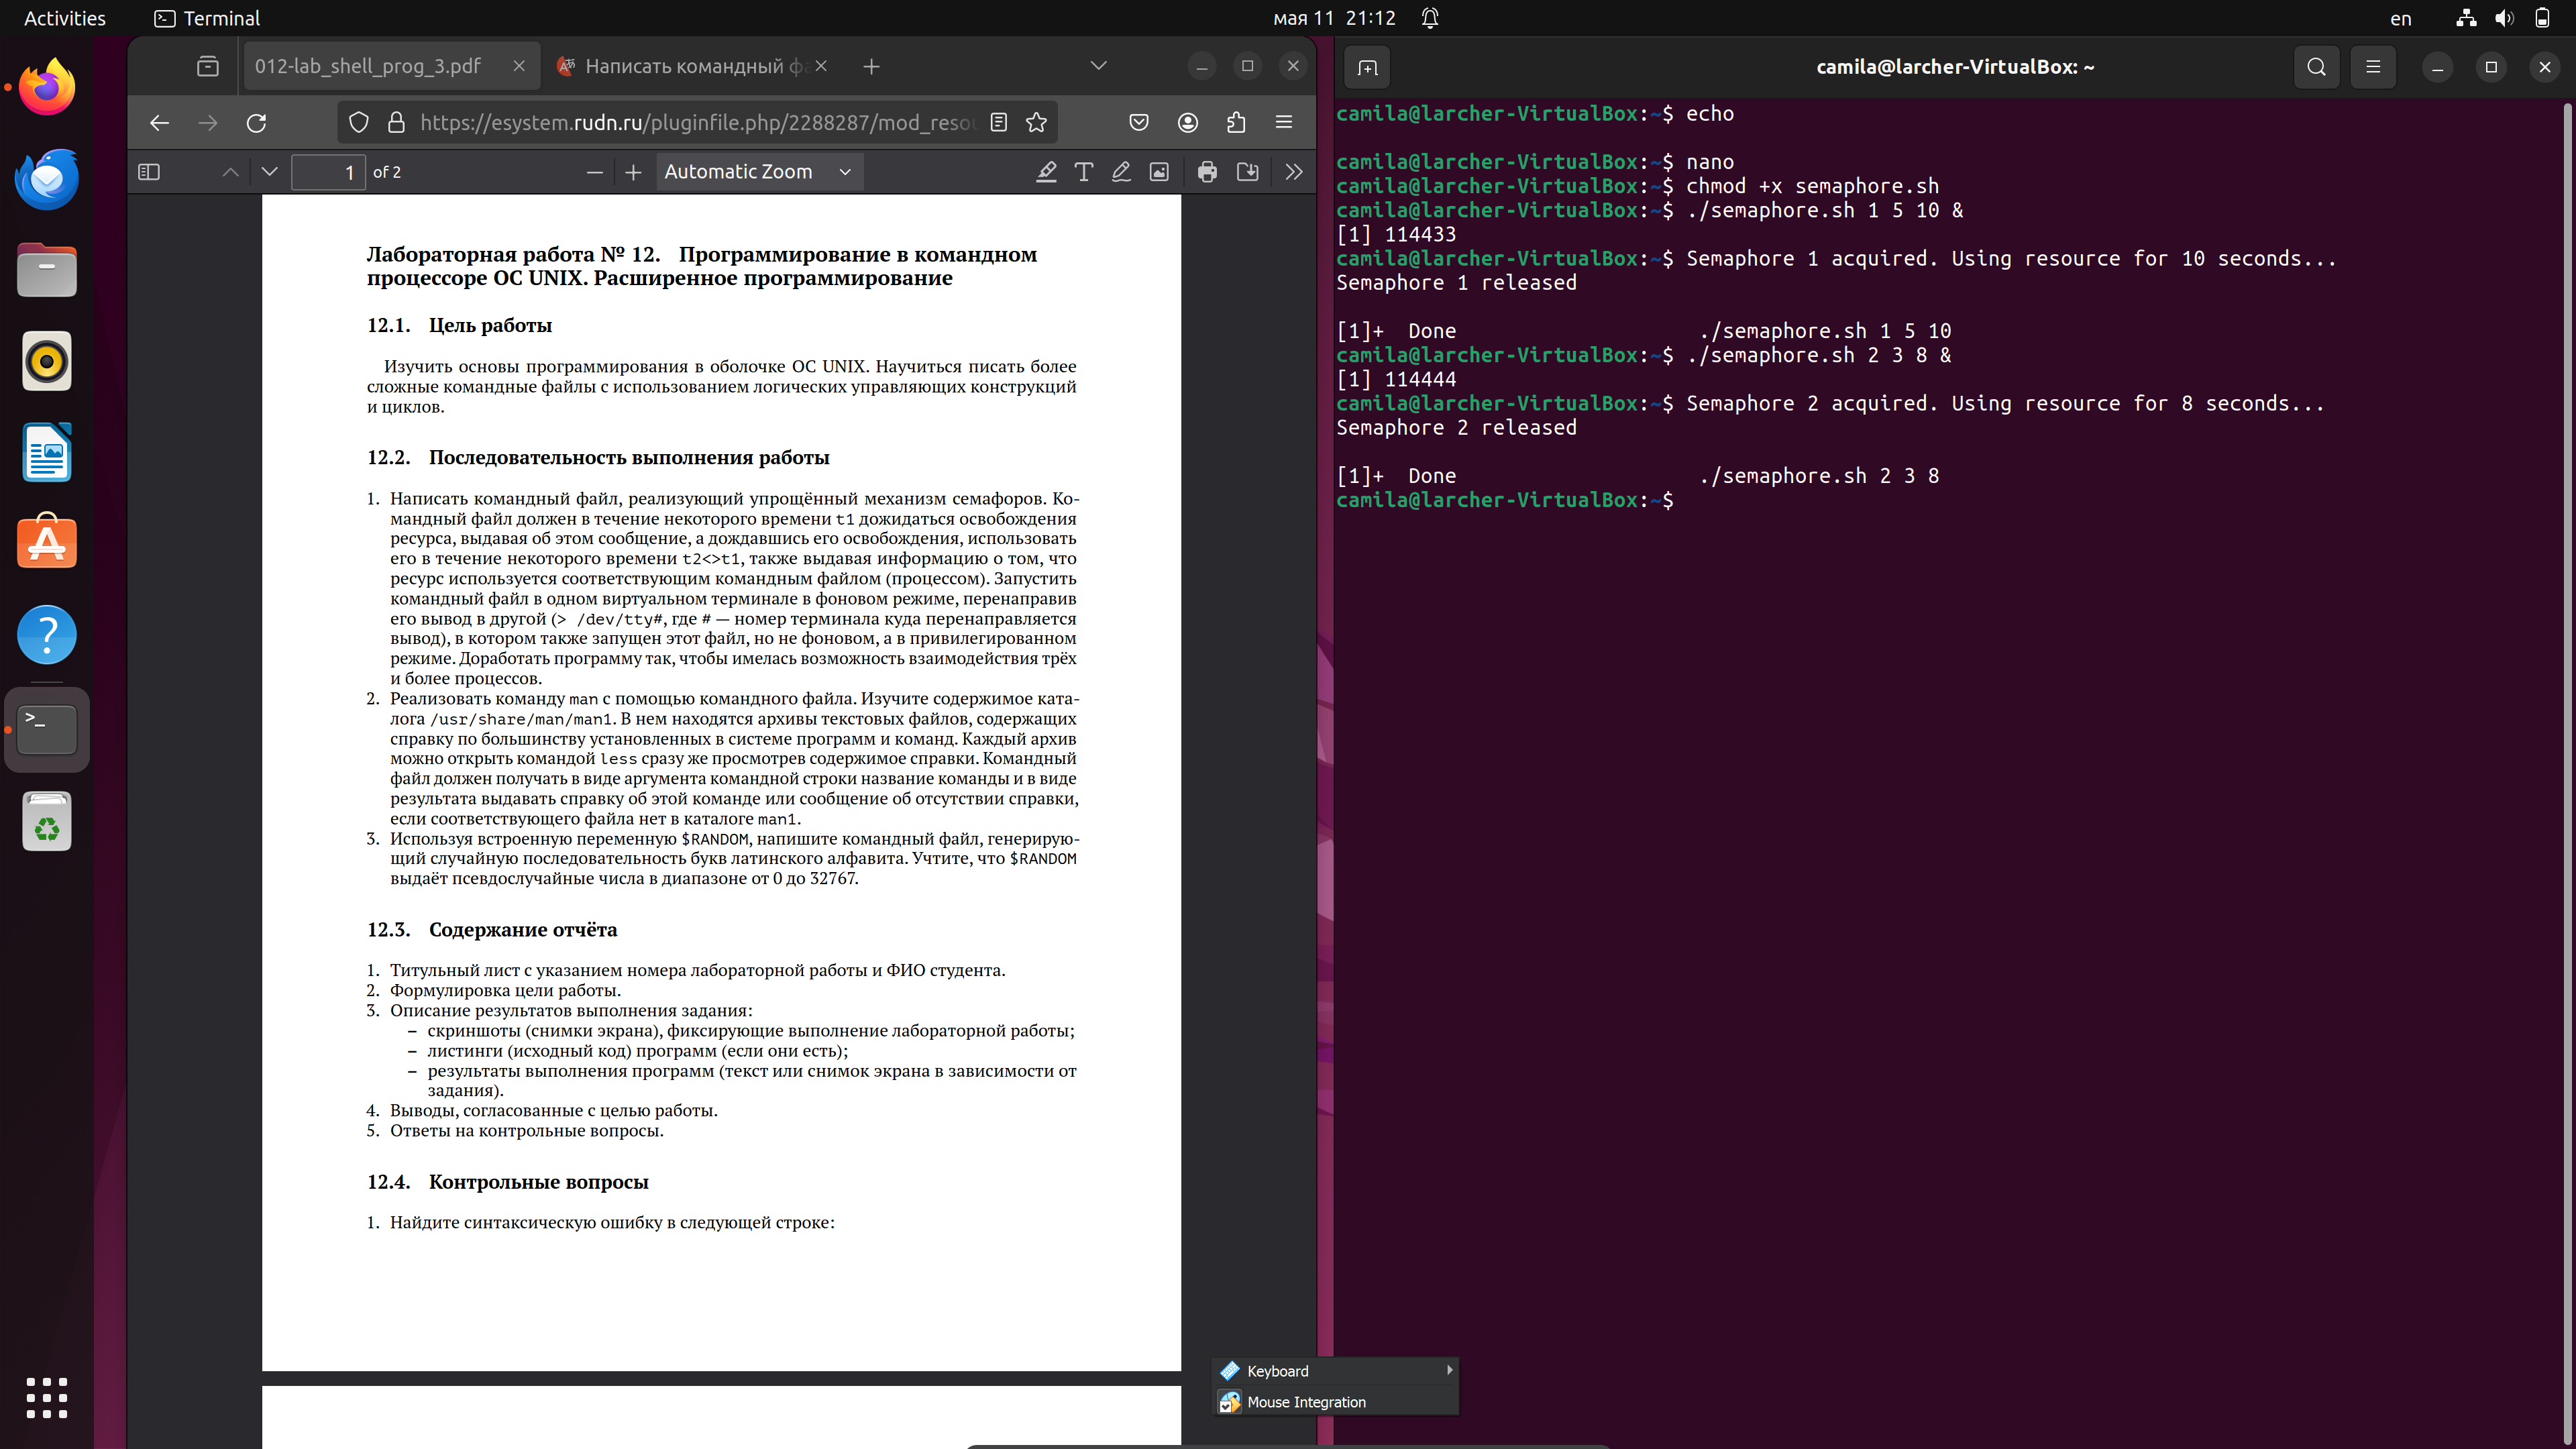 Activities
Terminal
мая 11 21:12
en
012-lab_shell_prog_3.pdf
Написать командный фа
https://esystem.rudn.ru/pluginfile.php/2288287/mod_resou
1 of 2
Automatic Zoom
Лабораторная работа № 12. Программирование в командном
процессоре ОС UNIX. Расширенное программирование
12.1. Цель работы
Изучить основы программирования в оболочке ОС UNIX. Научиться писать более
сложные командные файлы с использованием логических управляющих конструкций
и циклов.
12.2. Последовательность выполнения работы
1. Написать командный файл, реализующий упрощённый механизм семафоров. Ко-
мандный файл должен в течение некоторого времени t1 дожидаться освобождения
ресурса, выдавая об этом сообщение, а дождавшись его освобождения, использовать
его в течение некоторого времени t2<>t1, также выдавая информацию о том, что
ресурс используется соответствующим командным файлом (процессом). Запустить
командный файл в одном виртуальном терминале в фоновом режиме, перенаправив
его вывод в другой (> /dev/tty#, где # — номер терминала куда перенаправляется
вывод), в котором также запущен этот файл, но не фоновом, а в привилегированном
режиме. Доработать программу так, чтобы имелась возможность взаимодействия трёх
и более процессов.
2. Реализовать команду man с помощью командного файла. Изучите содержимое ката-
лога /usr/share/man/man1. В нем находятся архивы текстовых файлов, содержащих
справку по большинству установленных в системе программ и команд. Каждый архив
можно открыть командой less сразу же просмотрев содержимое справки. Командный
файл должен получать в виде аргумента командной строки название команды и в виде
результата выдавать справку об этой команде или сообщение об отсутствии справки,
если соответствующего файла нет в каталоге man1.
3. Используя встроенную переменную $RANDOM, напишите командный файл, генерирую-
щий случайную последовательность букв латинского алфавита. Учтите, что $RANDOM
выдаёт псевдослучайные числа в диапазоне от 0 до 32767.
12.3. Содержание отчёта
1. Титульный лист с указанием номера лабораторной работы и ФИО студента.
2. Формулировка цели работы.
3. Описание результатов выполнения задания:
– скриншоты (снимки экрана), фиксирующие выполнение лабораторной работы;
– листинги (исходный код) программ (если они есть);
– результаты выполнения программ (текст или снимок экрана в зависимости от
задания).
4. Выводы, согласованные с целью работы.
5. Ответы на контрольные вопросы.
12.4. Контрольные вопросы
1. Найдите синтаксическую ошибку в следующей строке:
camila@larcher-VirtualBox: ~
camila@larcher-VirtualBox:~$ echo
camila@larcher-VirtualBox:~$ nano
camila@larcher-VirtualBox:~$ chmod +x semaphore.sh
camila@larcher-VirtualBox:~$ ./semaphore.sh 1 5 10 &
[1] 114433
camila@larcher-VirtualBox:~$ Semaphore 1 acquired. Using resource for 10 seconds...
Semaphore 1 released
[1]+  Done                    ./semaphore.sh 1 5 10
camila@larcher-VirtualBox:~$ ./semaphore.sh 2 3 8 &
[1] 114444
camila@larcher-VirtualBox:~$ Semaphore 2 acquired. Using resource for 8 seconds...
Semaphore 2 released
[1]+  Done                    ./semaphore.sh 2 3 8
camila@larcher-VirtualBox:~$
Keyboard
Mouse Integration